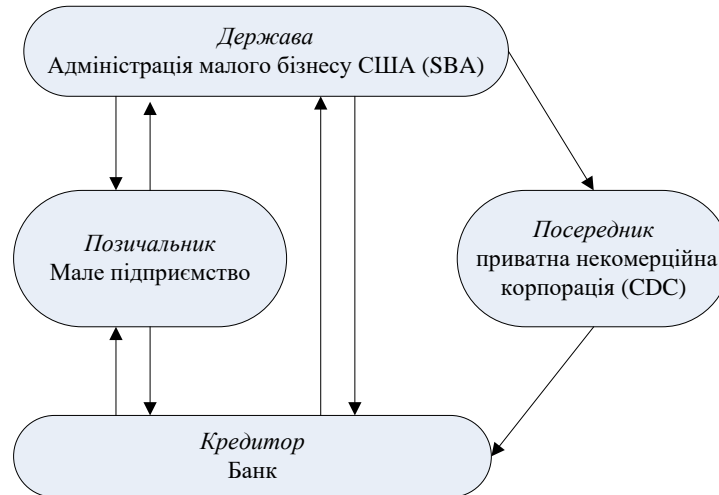 Держава
Адміністрація малого бізнесу США (SBA)
Позичальник
Мале підприємство
Посередник
приватна некомерційна
корпорація (CDC)
Кредитор
Банк